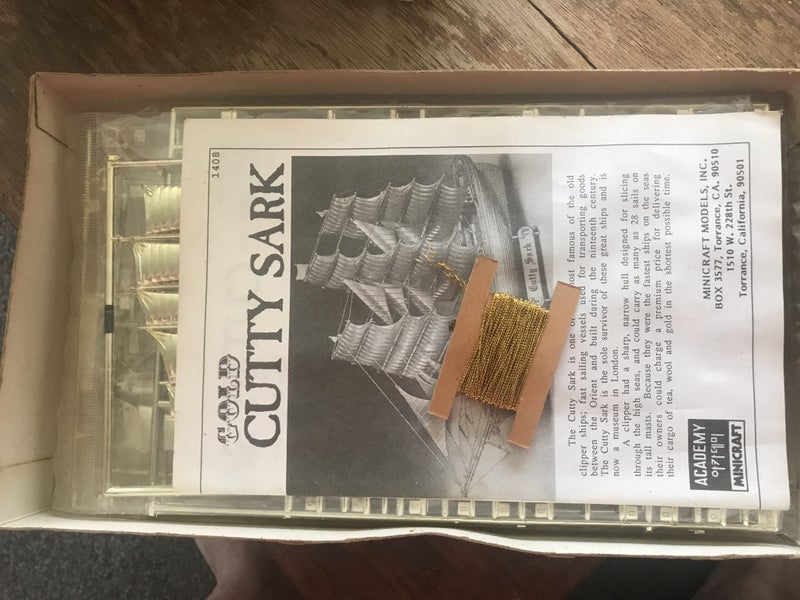 1408
GOLD
CUTTY SARK
Cutty Sark
The Cutty Sark is one of
ost famous of the old
clipper ships; fast sailing vessels used for transporting goods
between the Orient and built during the ninteenth century.
The Cutty Sark is the sole survivor of these great ships and is
now a museum in London.
A clipper had a sharp, narrow hull designed for slicing
through the high seas, and could carry as many as 28 sails on
its tall masts. Because they were the fastest ships on the seas
their owners could charge a premium price for delivering
their cargo of tea, wool and gold in the shortest possible time.
ACADEMY
아카데미
MINICRAFT
MINICRAFT MODELS, INC.
BOX 3577, Torrance, CA. 90510
1510 W. 228th St.
Torrance, California, 90501